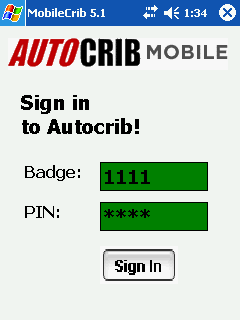 MobileCrib 5.1 1:34
AUTOCRIB MOBILE
Sign in
to Autocrib!
Badge: 1111
PIN: ****
Sign In